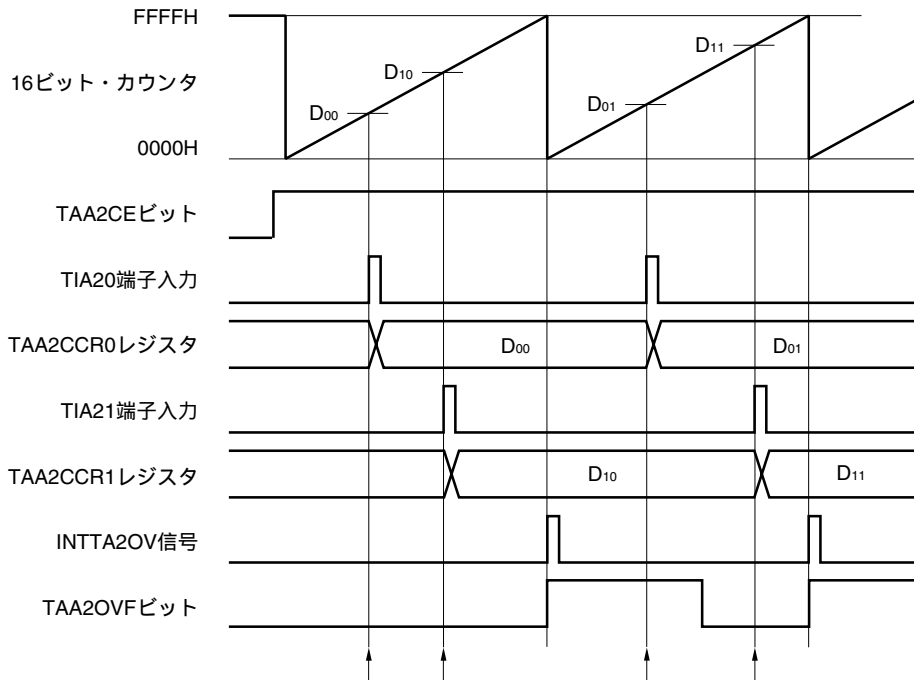 FFFFH
16ビット・カウンタ
0000H
D00
D10
D01
D11
TAA2CEビット
TIA20端子入力
TAA2CCR0レジスタ
D00
D01
TIA21端子入力
TAA2CCR1レジスタ
D10
D11
INTTA2OV信号
TAA2OVFビット